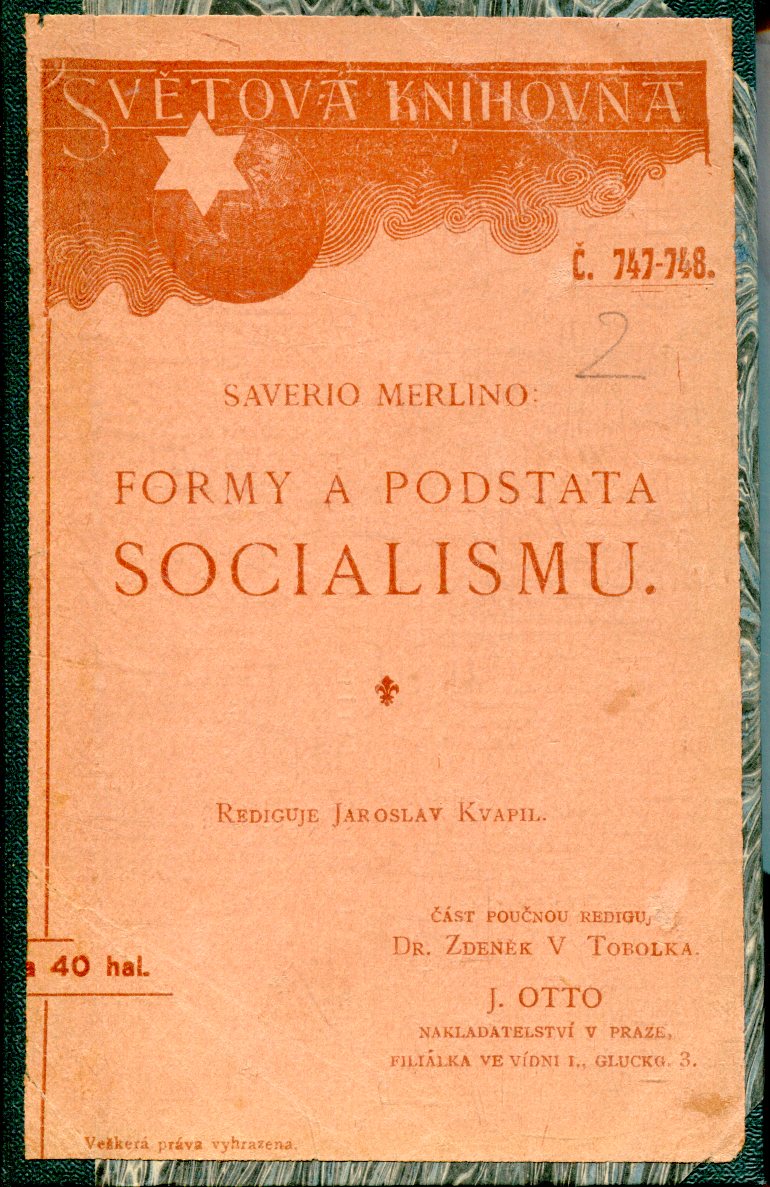 SVĚTOVÁ KNIHOVNA
Č. 747-748.
2
SAVERIO MERLINO:
FORMY A PODSTATA
SOCIALISMU.
REDIGUJE JAROSLAV KVAPIL.
ČÁST POUČNOU REDIGUJ
DR. ZDENĚK V TOBOLKA.
a 40 hal.
J. OTTO
NAKLADATELSTVÍ V PRAZE,
FILIÁLKA VE VÍDNI I., GLUCKG. 3.
Veškerá práva vyhrazena.